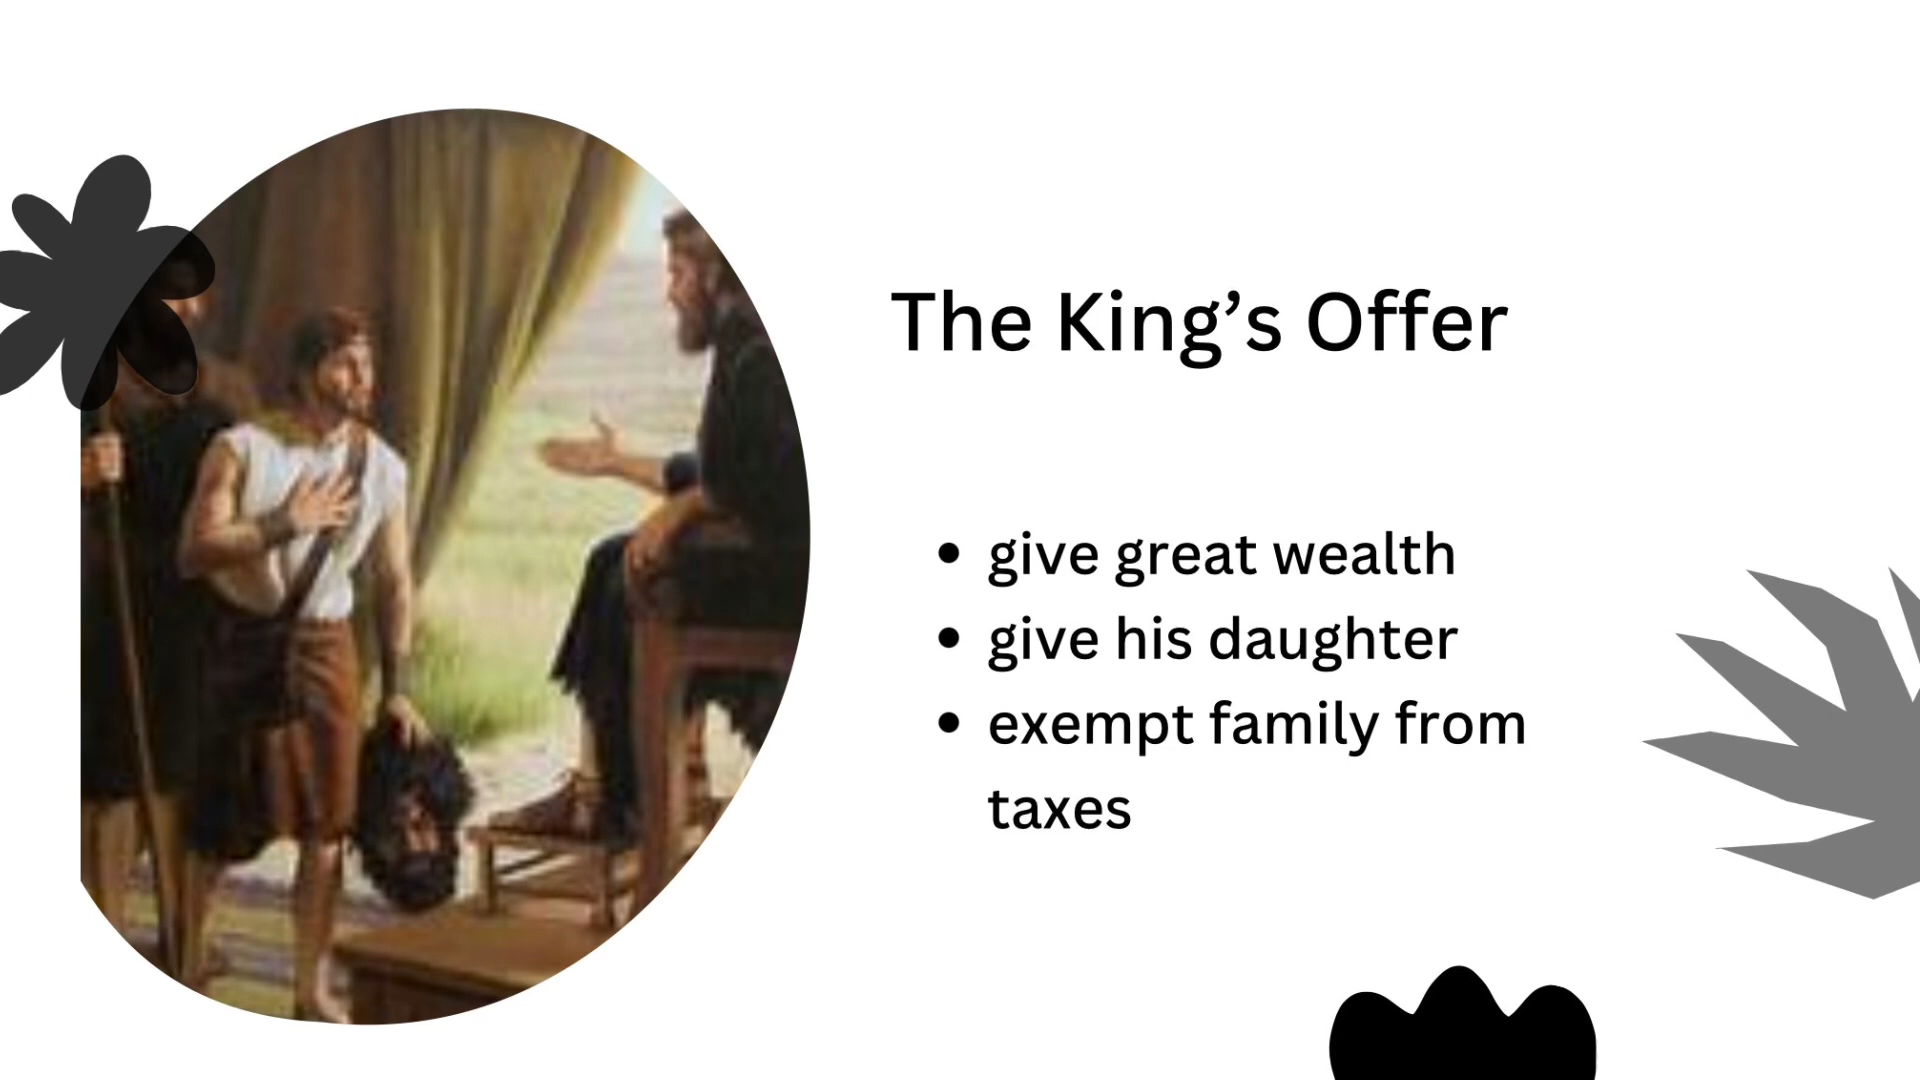 The King’s Offer
• give great wealth
• give his daughter
• exempt family from
taxes